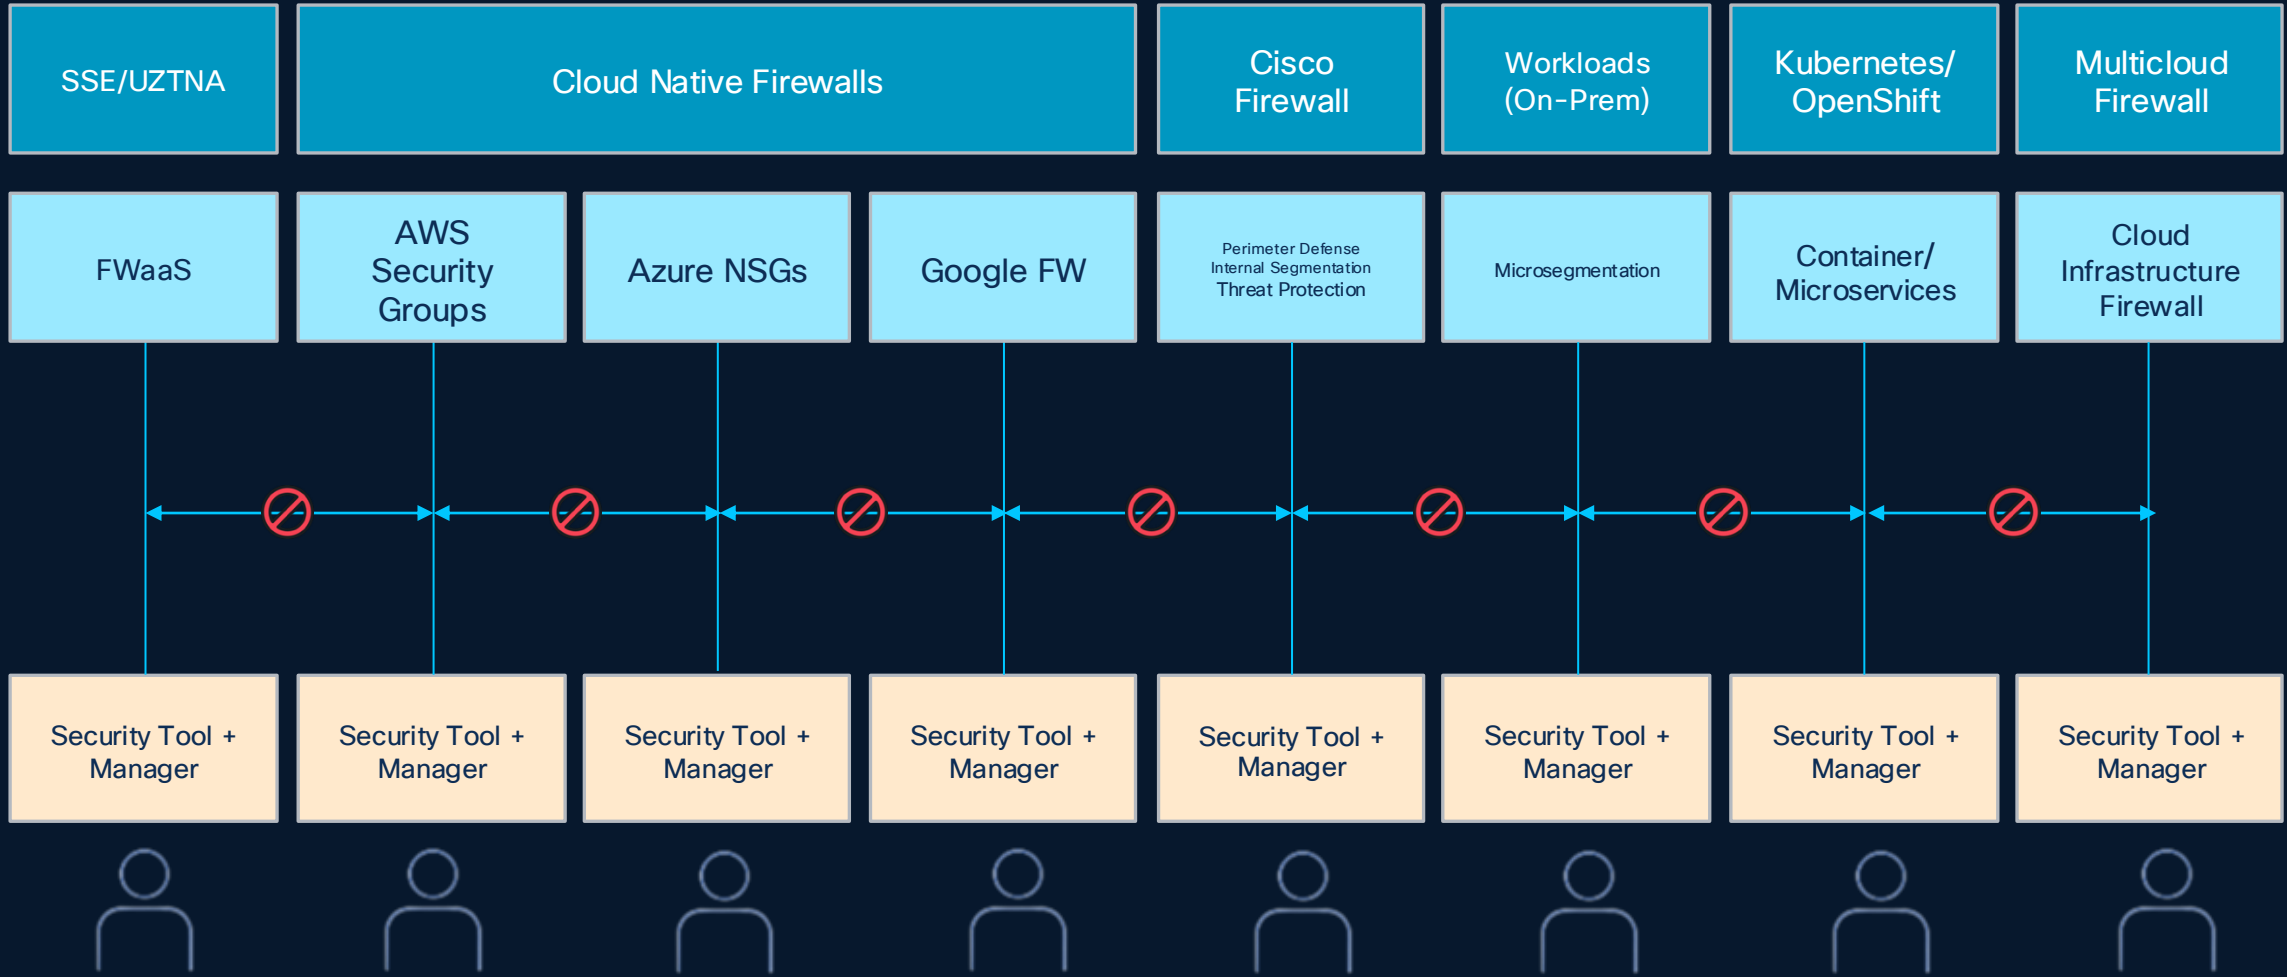 SSE/UZTNA
Cloud Native Firewalls
Cisco
Firewall
Workloads
(On-Prem)
Kubernetes/
OpenShift
Multicloud
Firewall
FWaaS
AWS
Security
Groups
Azure NSGs
Google FW
Perimeter Defense
Internal Segmentation
Threat Protection
Microsegmentation
Container/
Microservices
Cloud
Infrastructure
Firewall
Security Tool +
Manager
Security Tool +
Manager
Security Tool +
Manager
Security Tool +
Manager
Security Tool +
Manager
Security Tool +
Manager
Security Tool +
Manager
Security Tool +
Manager